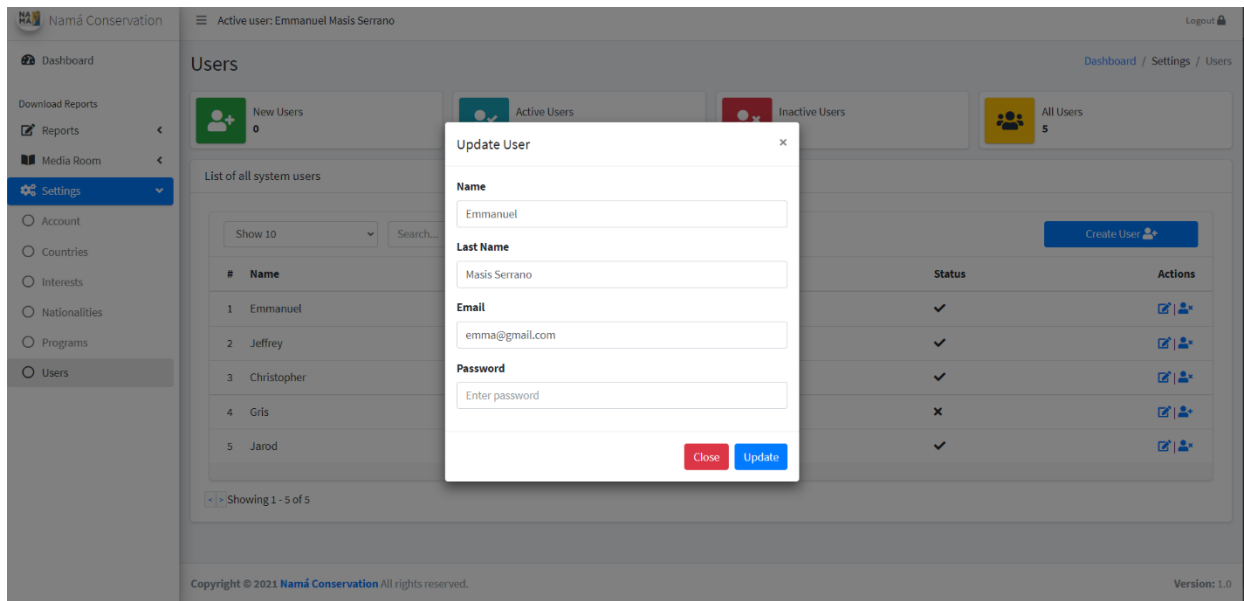 NAMÁ Namá Conservation
Active user: Emmanuel Masis Serrano
Logout
Dashboard
Download Reports
Reports
Media Room
Settings
Account
Countries
Interests
Nationalities
Programs
Users
Users
Dashboard / Settings / Users
New Users
0
Active Users
Inactive Users
All Users
5
List of all system users
Show 10
Search...
Create User
# Name Status Actions
1 Emmanuel
2 Jeffrey
3 Christopher
4 Gris
5 Jarod
< > Showing 1 - 5 of 5
Update User ×
Name
Emmanuel
Last Name
Masis Serrano
Email
emma@gmail.com
Password
Enter password
Close Update
Copyright © 2021 Namá Conservation All rights reserved.
Version: 1.0